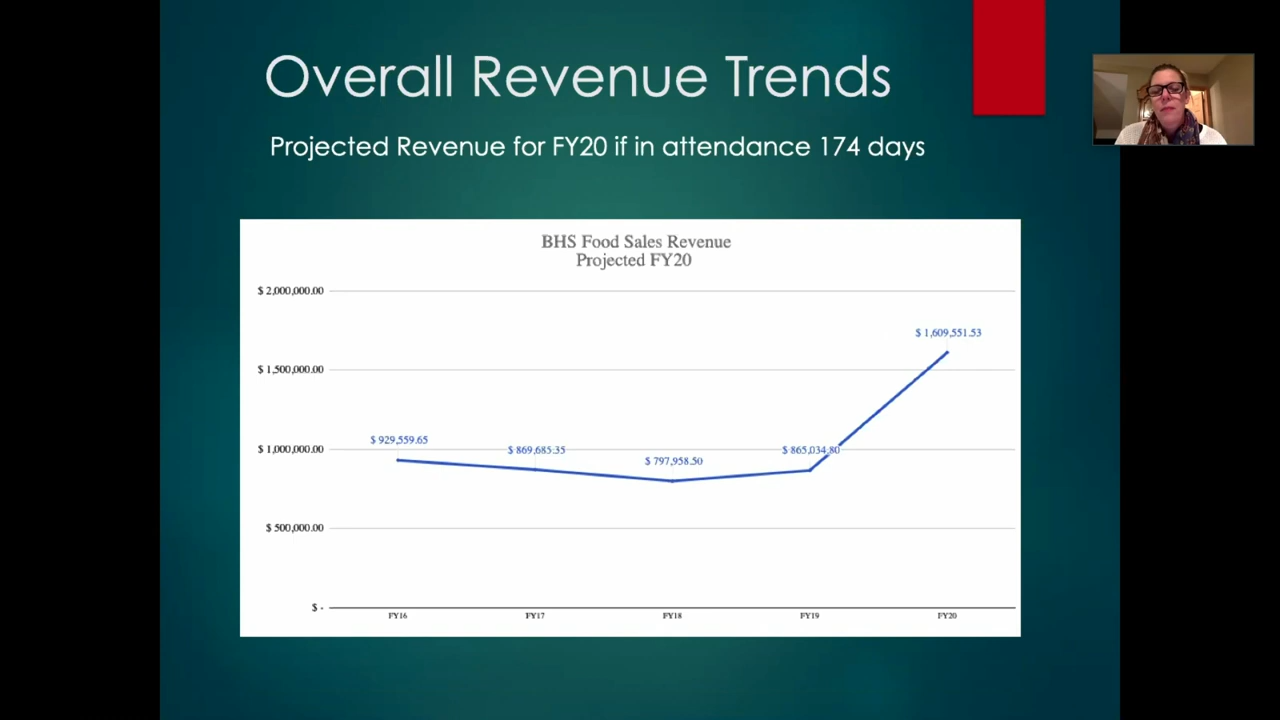 Overall Revenue Trends
Projected Revenue for FY20 if in attendance 174 days
BHS Food Sales Revenue
Projected FY20
$ 2,000,000.00
$ 1,609,551.53
$ 1,500,000.00
$ 929,559.65
$ 1,000,000.00
$ 869,685.35
$ 865,034.80
$ 797,958.50
$ 500,000.00
$ -
FY16
FY17
FY18
FY19
FY20